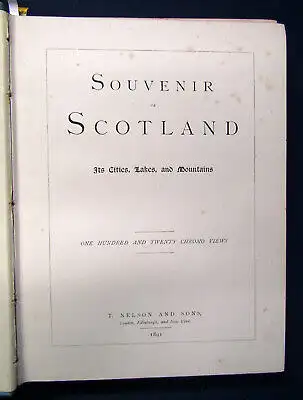 SOUVENIR
OF
SCOTLAND
Its Cities, Lakes, and Mountains
ONE HUNDRED AND TWENTY CHROMO VIEWS
T. NELSON AND SONS,
London, Edinburgh, and New York
1891